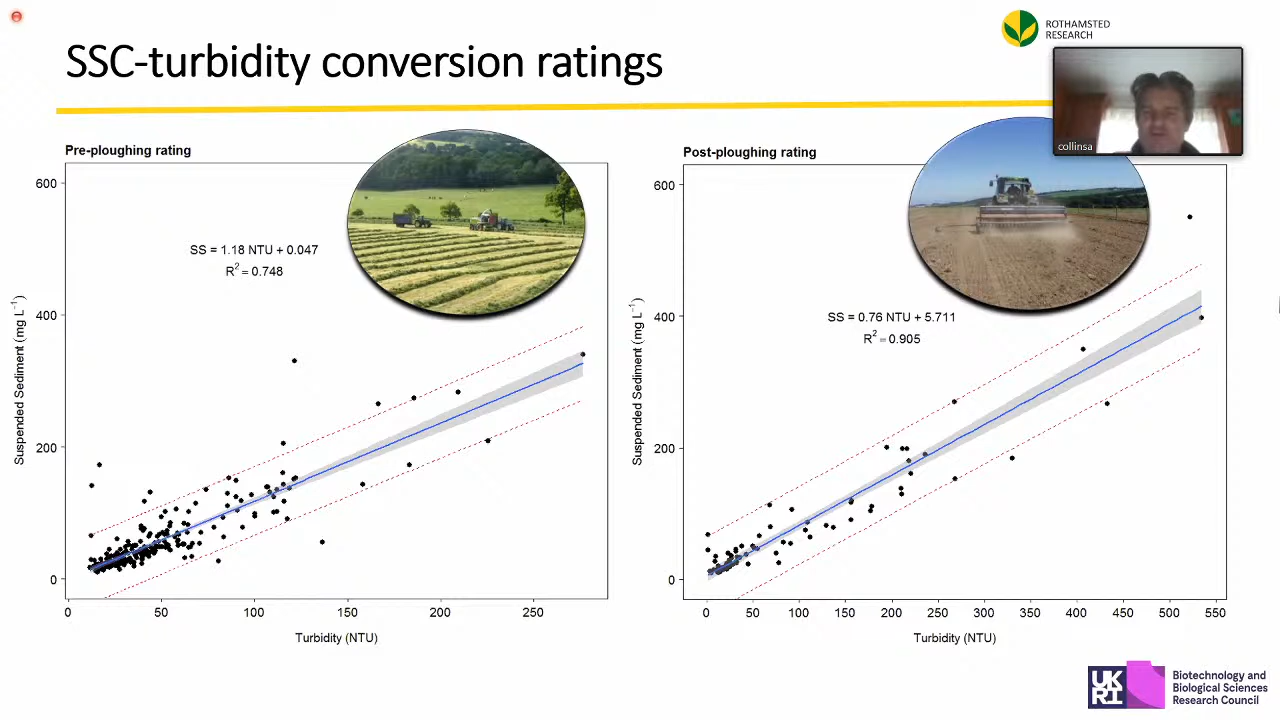 SSC-turbidity conversion ratings
ROTHAMSTED
RESEARCH
collinsa
Pre-ploughing rating
600
400
200
0
SS = 1.18 NTU + 0.047
R² = 0.748
Suspended Sediment (mg L⁻¹)
0 50 100 150 200 250
Turbidity (NTU)
Post-ploughing rating
600
400
200
0
SS = 0.76 NTU + 5.711
R² = 0.905
Suspended Sediment (mg L⁻¹)
0 50 100 150 200 250 300 350 400 450 500 550
Turbidity (NTU)
UK
RI
Biotechnology and
Biological Sciences
Research Council